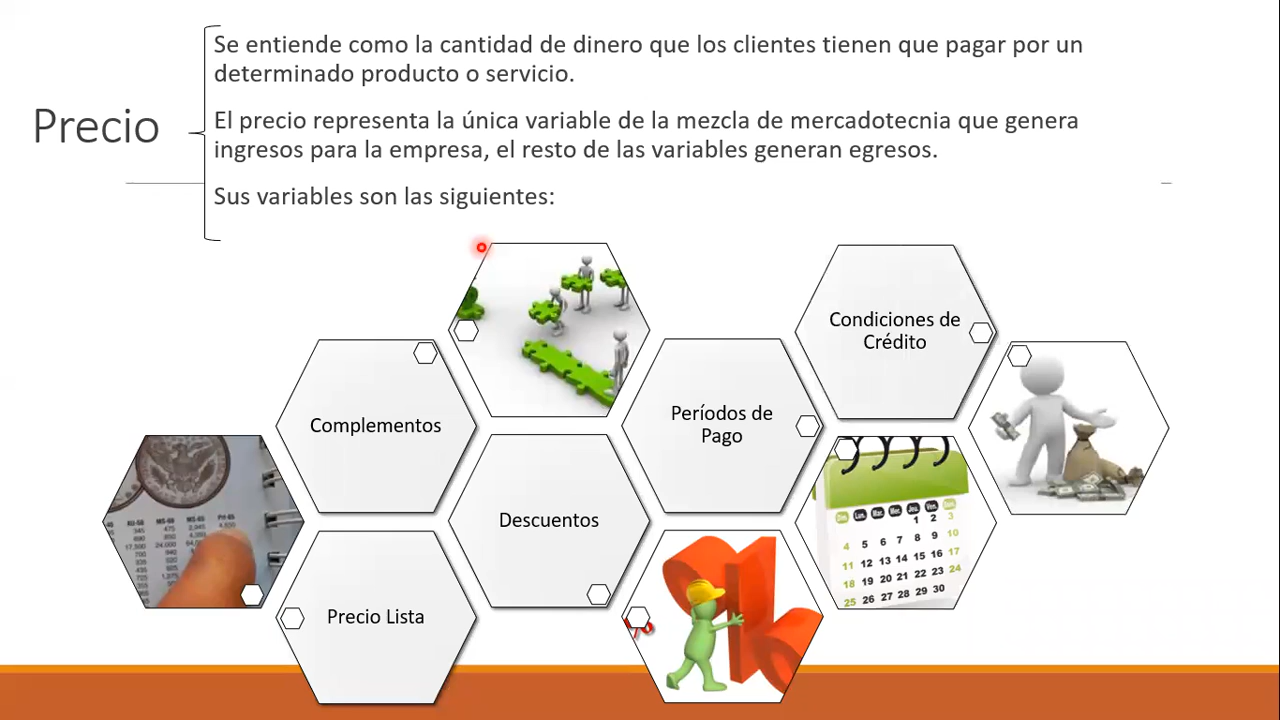 Precio
Se entiende como la cantidad de dinero que los clientes tienen que pagar por un
determinado producto o servicio.
El precio representa la única variable de la mezcla de mercadotecnia que genera
ingresos para la empresa, el resto de las variables generan egresos.
Sus variables son las siguientes:
Condiciones de
Crédito
Complementos
Períodos de
Pago
Descuentos
Precio Lista
1 2 3
4 5 6 7 8 9 10
11 12 13 14 15 16 17
18 19 20 21 22 23 24
25 26 27 28 29 30